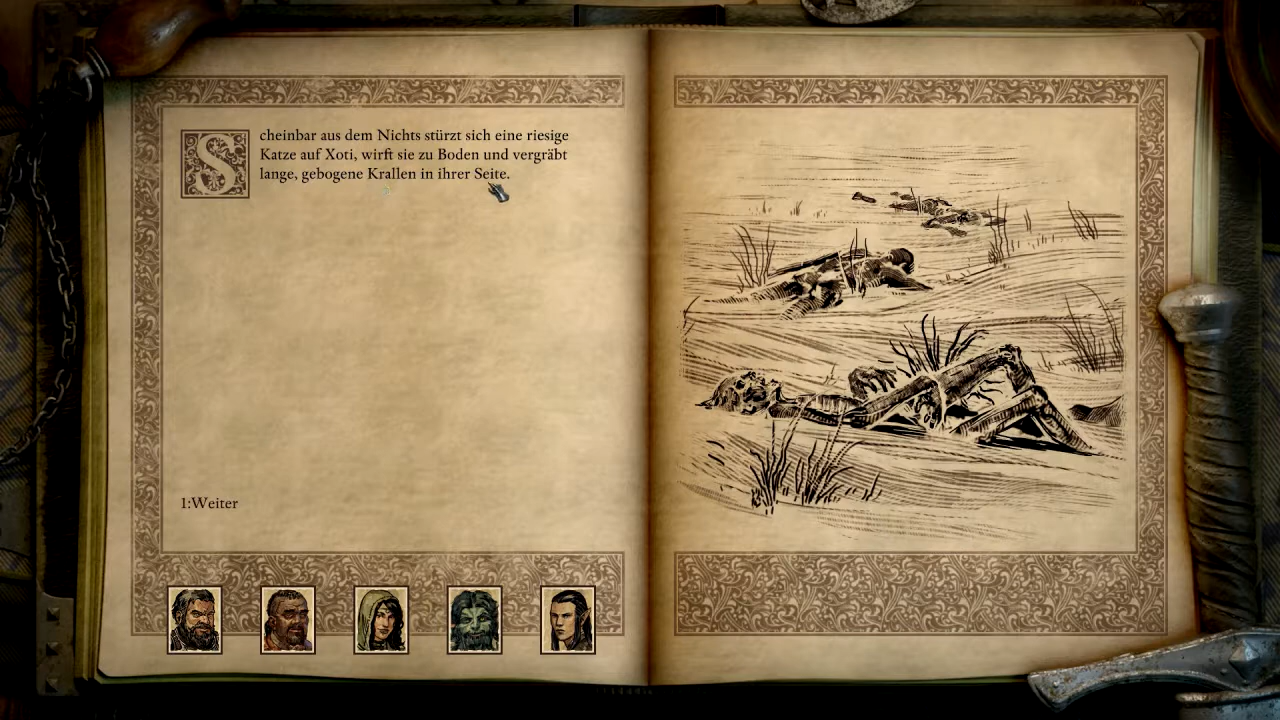 Scheinbar aus dem Nichts stürzt sich eine riesige
Katze auf Xoti, wirft sie zu Boden und vergräbt
lange, gebogene Krallen in ihrer Seite.
1:Weiter